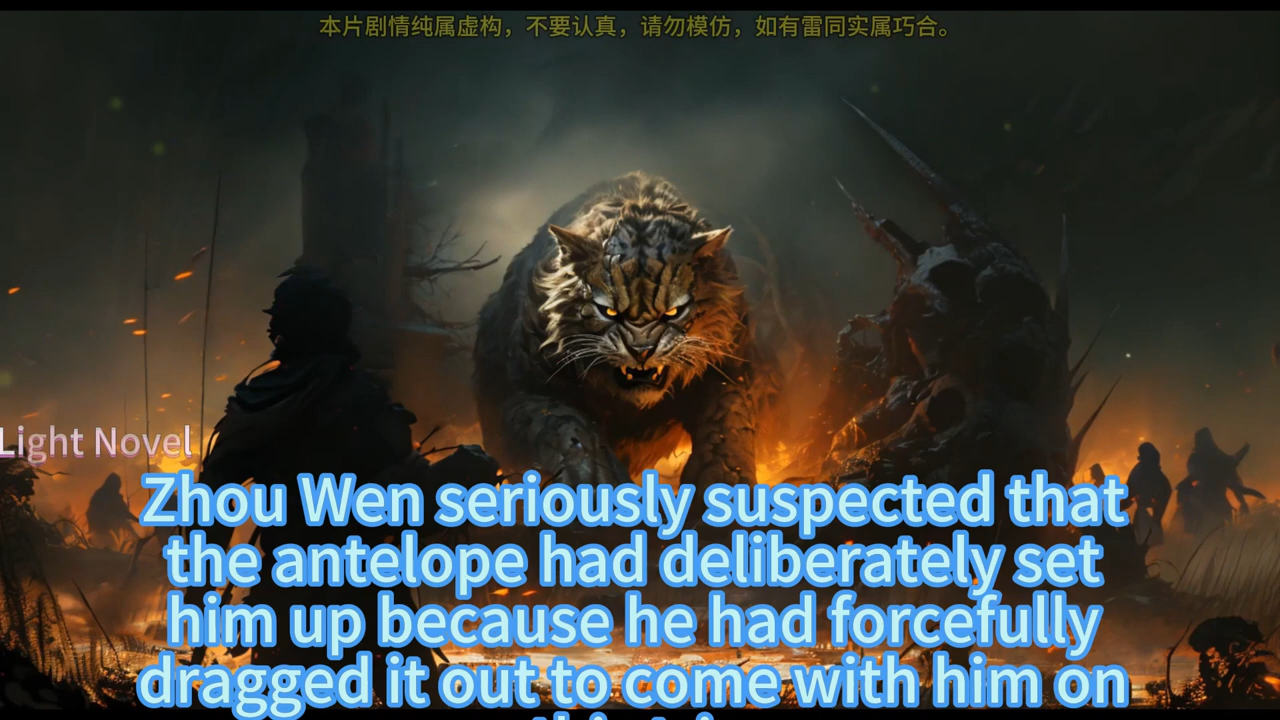 本片剧情纯属虚构，不要认真，请勿模仿，如有雷同实属巧合。
Light Novel
Zhou Wen seriously suspected that
the antelope had deliberately set
him up because he had forcefully
dragged it out to come with him on